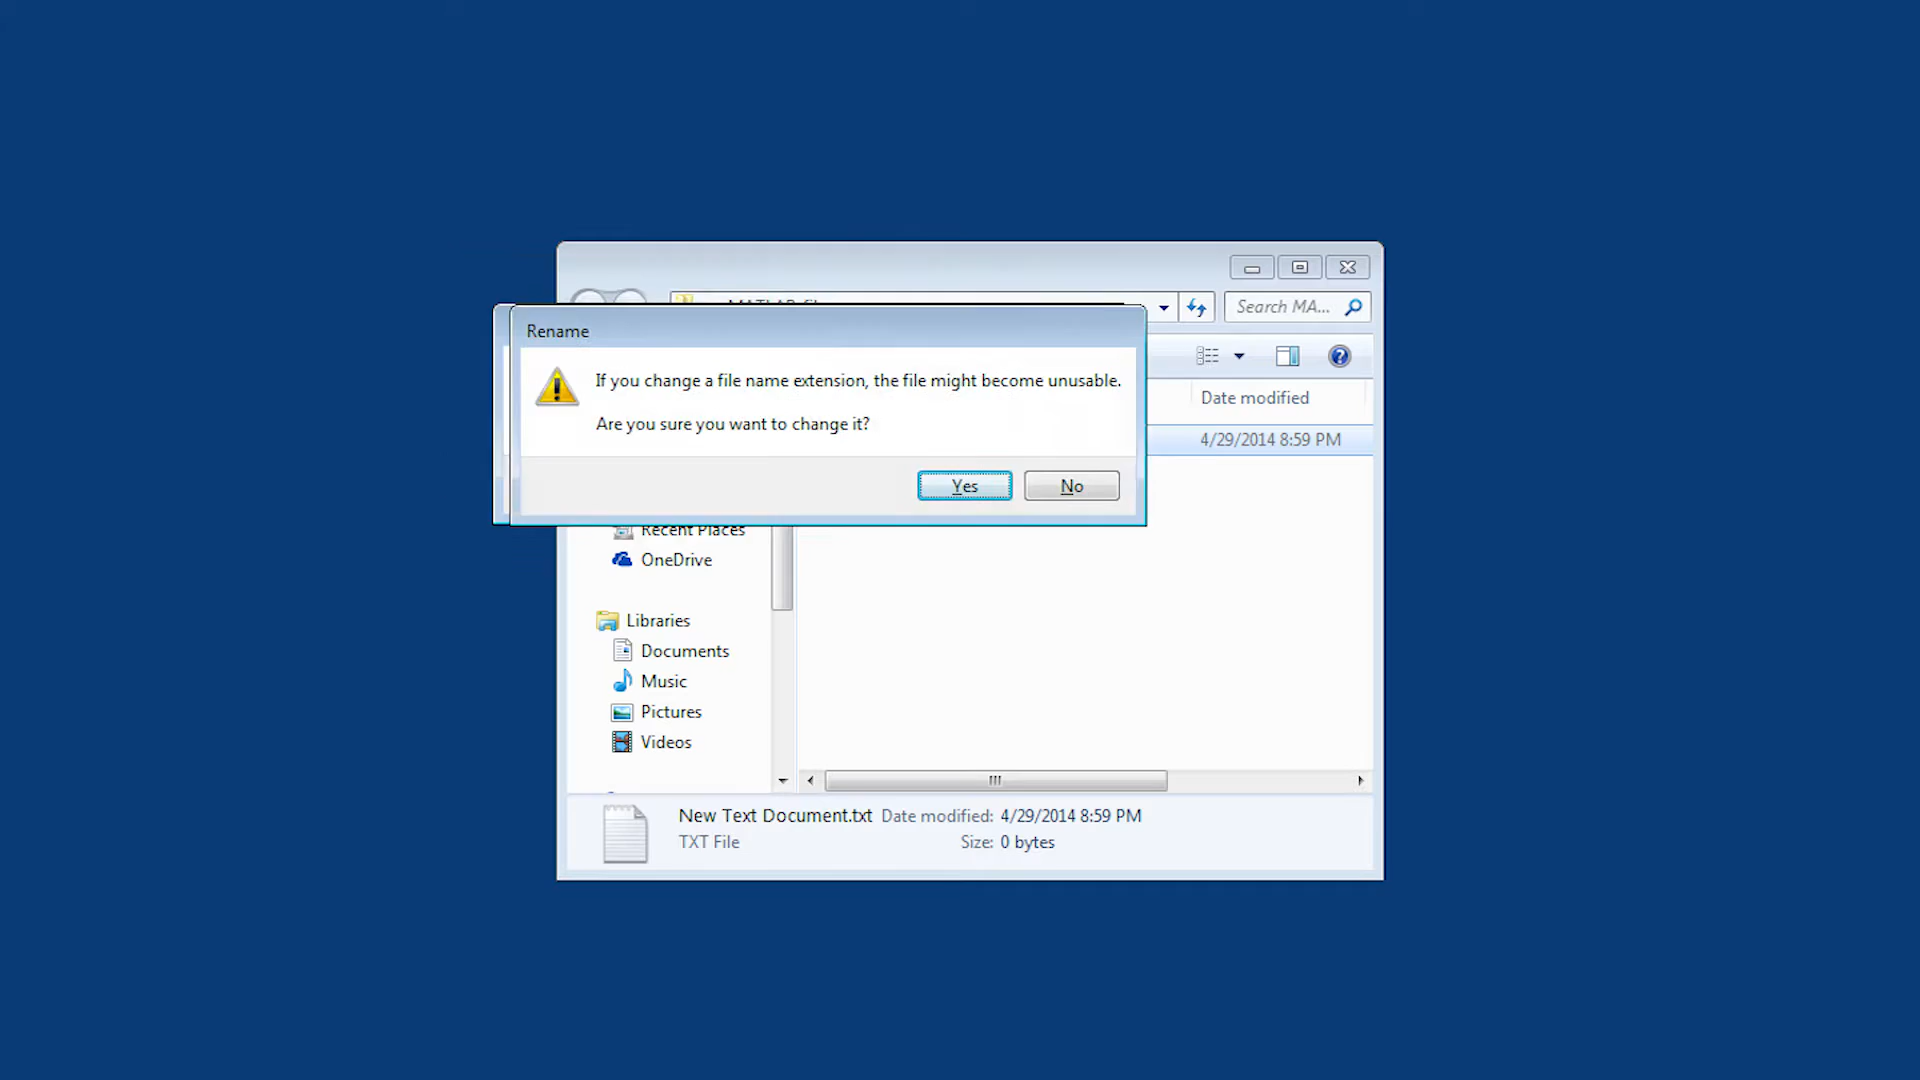 Search MA...
Rename
If you change a file name extension, the file might become unusable.
Are you sure you want to change it?
Yes
No
Date modified
4/29/2014 8:59 PM
Recent Places
OneDrive
Libraries
Documents
Music
Pictures
Videos
New Text Document.txt Date modified: 4/29/2014 8:59 PM
TXT File Size: 0 bytes